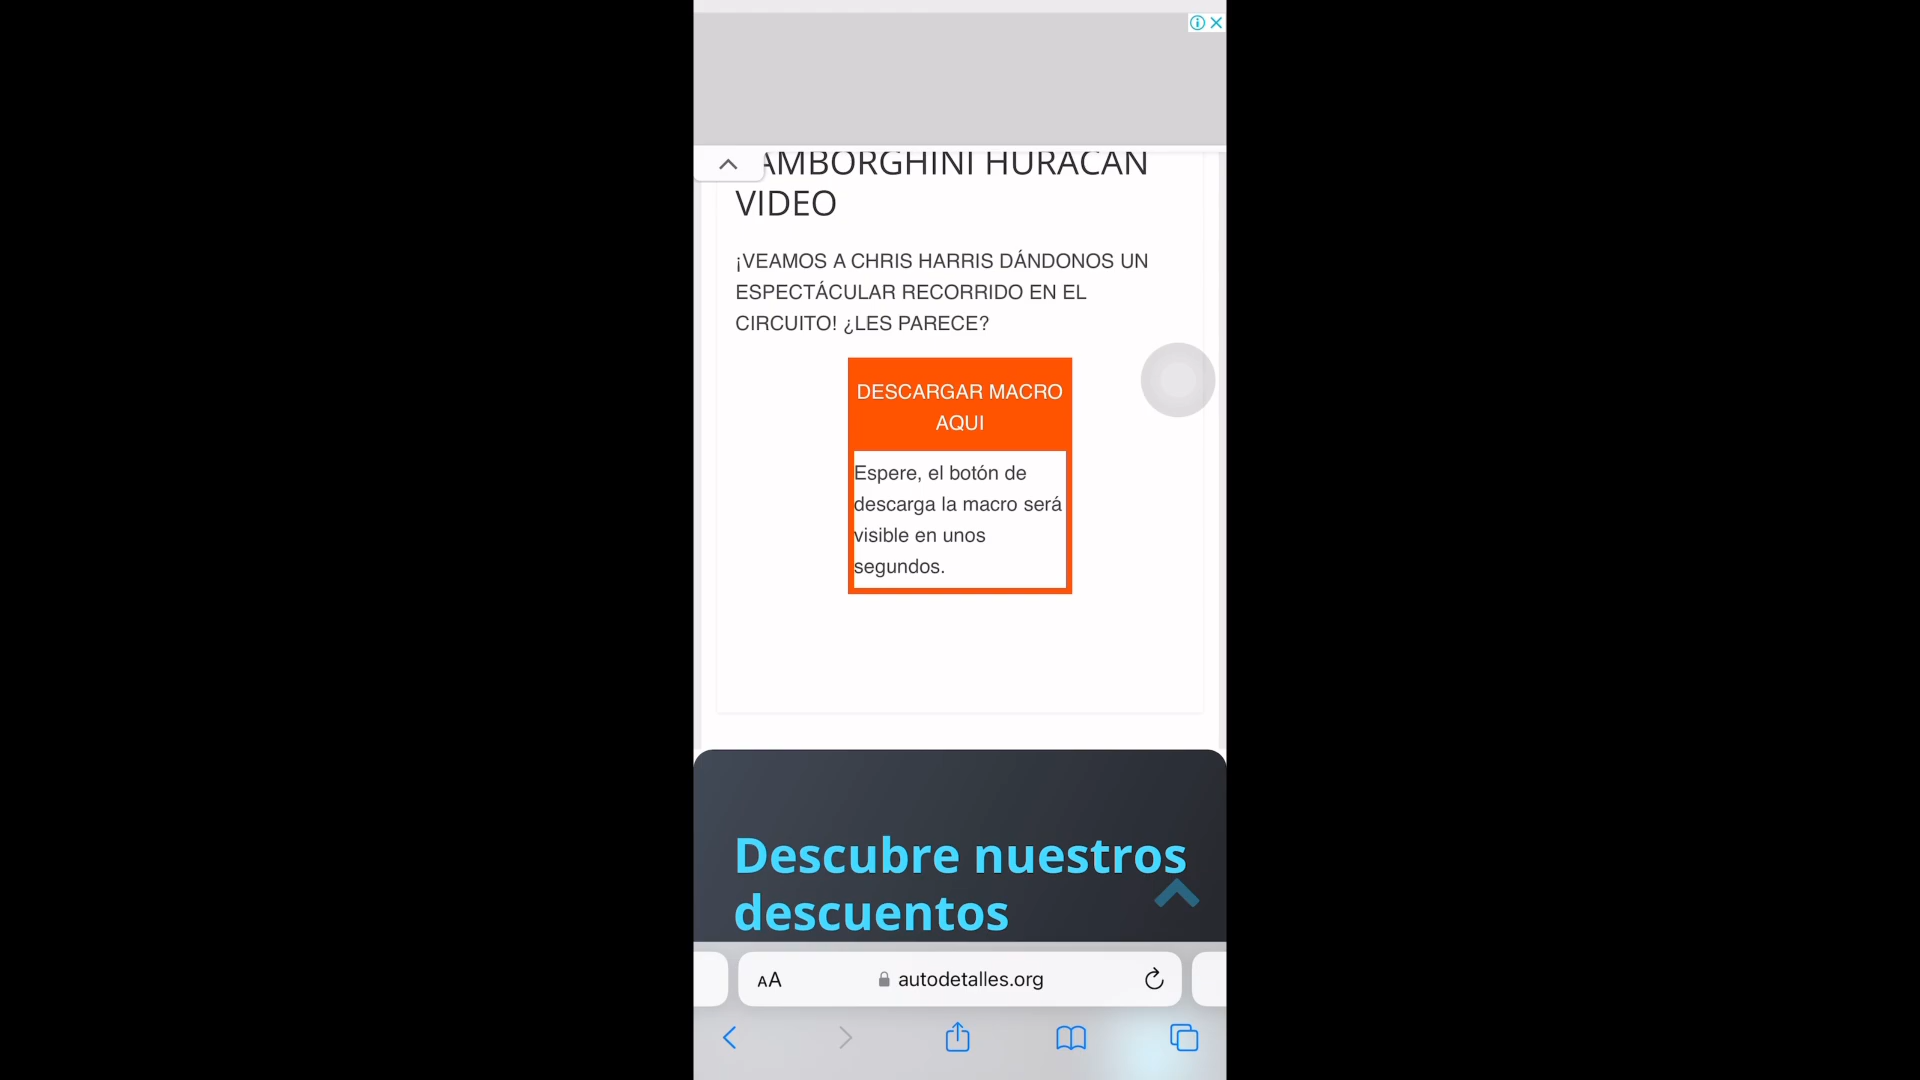 AMBORGHINI HURACÁN
VIDEO
¡VEAMOS A CHRIS HARRIS DÁNDONOS UN
ESPECTÁCULAR RECORRIDO EN EL
CIRCUITO! ¿LES PARECE?
DESCARGAR MACRO
AQUI
Espere, el botón de
descarga la macro será
visible en unos
segundos.
Descubre nuestros
descuentos
AA autodetalles.org